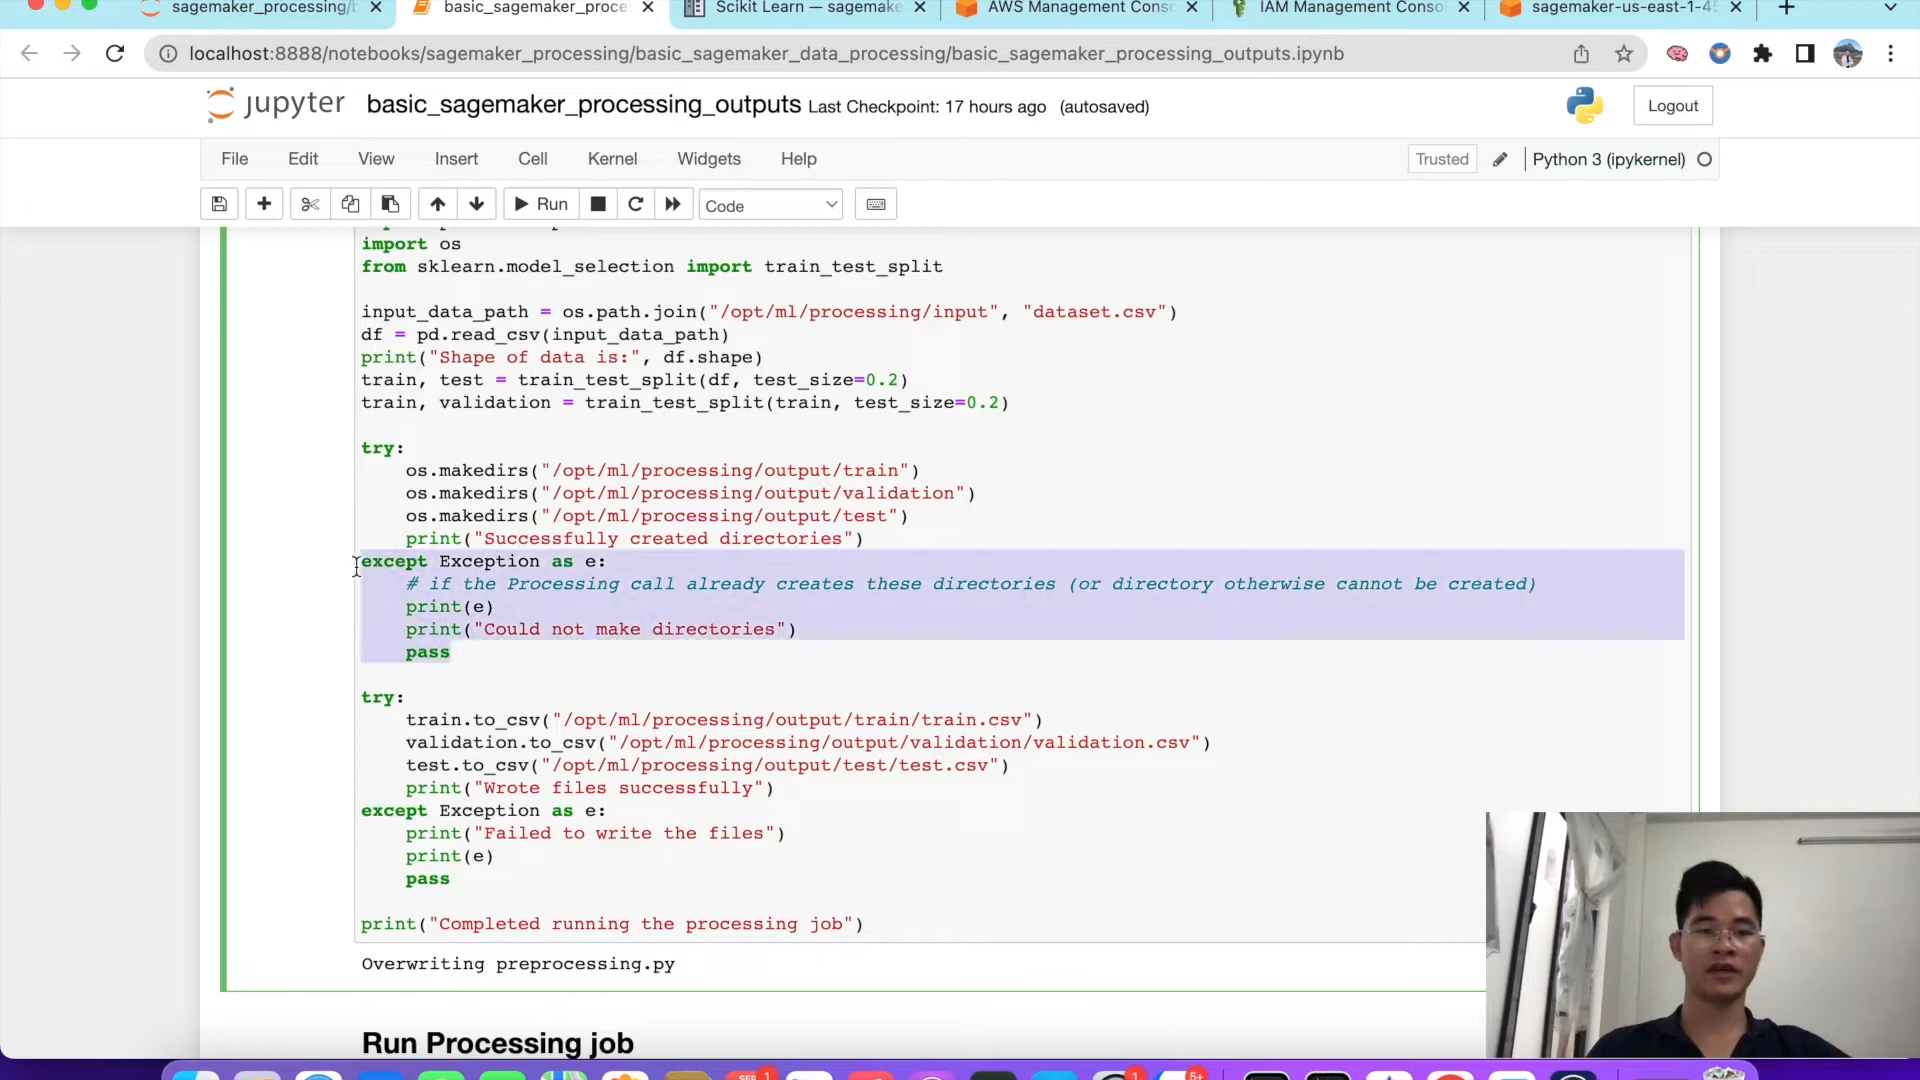 sagemaker_processing/b
basic_sagemaker_proce
Scikit Learn — sagemake
AWS Management Cons
IAM Management Conso
sagemaker-us-east-1-45
localhost:8888/notebooks/sagemaker_processing/basic_sagemaker_data_processing/basic_sagemaker_processing_outputs.ipynb
jupyter basic_sagemaker_processing_outputs Last Checkpoint: 17 hours ago (autosaved)
Logout
File Edit View Insert Cell Kernel Widgets Help
Trusted
Python 3 (ipykernel)
Run
Code
import os
from sklearn.model_selection import train_test_split
input_data_path = os.path.join("/opt/ml/processing/input", "dataset.csv")
df = pd.read_csv(input_data_path)
print("Shape of data is:", df.shape)
train, test = train_test_split(df, test_size=0.2)
train, validation = train_test_split(train, test_size=0.2)
try:
os.makedirs("/opt/ml/processing/output/train")
os.makedirs("/opt/ml/processing/output/validation")
os.makedirs("/opt/ml/processing/output/test")
print("Successfully created directories")
except Exception as e:
# if the Processing call already creates these directories (or directory otherwise cannot be created)
print(e)
print("Could not make directories")
pass
try:
train.to_csv("/opt/ml/processing/output/train/train.csv")
validation.to_csv("/opt/ml/processing/output/validation/validation.csv")
test.to_csv("/opt/ml/processing/output/test/test.csv")
print("Wrote files successfully")
except Exception as e:
print("Failed to write the files")
print(e)
pass
print("Completed running the processing job")
Overwriting preprocessing.py
Run Processing job